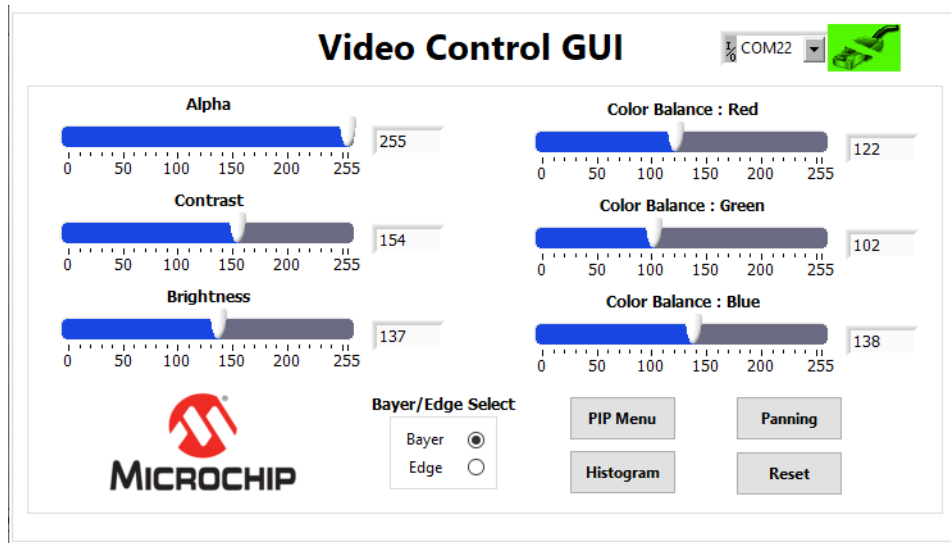 Video Control GUI
I/O COM22
Alpha
255
0 50 100 150 200 255
Contrast
154
0 50 100 150 200 255
Brightness
137
0 50 100 150 200 255
Color Balance : Red
122
0 50 100 150 200 255
Color Balance : Green
102
0 50 100 150 200 255
Color Balance : Blue
138
0 50 100 150 200 255
MICROCHIP
Bayer/Edge Select
Bayer
Edge
PIP Menu
Panning
Histogram
Reset